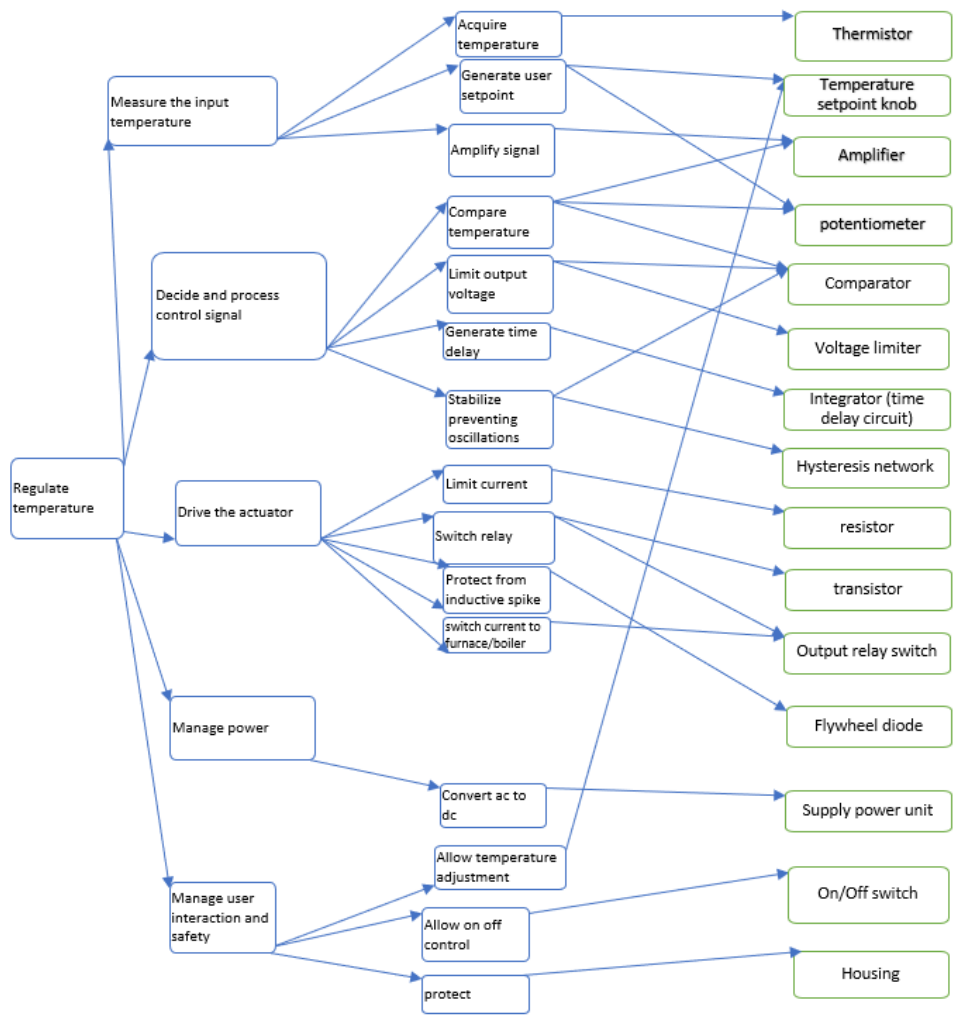 Regulate
temperature
Measure the input
temperature
Decide and process
control signal
Drive the actuator
Manage power
Manage user
interaction and
safety
Acquire
temperature
Generate user
setpoint
Amplify signal
Compare
temperature
Limit output
voltage
Generate time
delay
Stabilize
preventing
oscillations
Limit current
Switch relay
Protect from
inductive spike
switch current to
furnace/boiler
Convert ac to
dc
Allow temperature
adjustment
Allow on off
control
protect
Thermistor
Temperature
setpoint knob
Amplifier
potentiometer
Comparator
Voltage limiter
Integrator (time
delay circuit)
Hysteresis network
resistor
transistor
Output relay switch
Flywheel diode
Supply power unit
On/Off switch
Housing